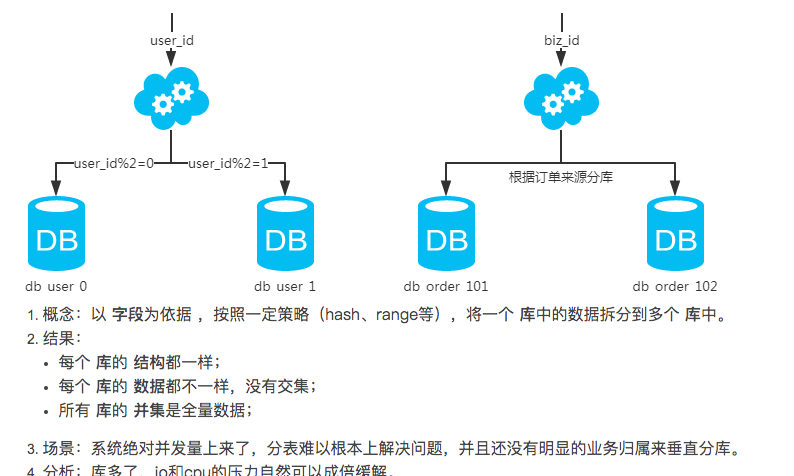 user_id
biz_id
user_id%2=0
user_id%2=1
根据订单来源分库
DB
DB
DB
DB
db user 0
db user 1
db order 101
db order 102
1. 概念：以 字段为依据 ，按照一定策略（hash、range等），将一个 库中的数据拆分到多个 库中。
2. 结果：
• 每个 库的 结构都一样；
• 每个 库的 数据都不一样，没有交集；
• 所有 库的 并集是全量数据；
3. 场景：系统绝对并发量上来了，分表难以根本上解决问题，并且还没有明显的业务归属来垂直分库。
4. 分析：库多了，io和cpu的压力自然可以成倍缓解。